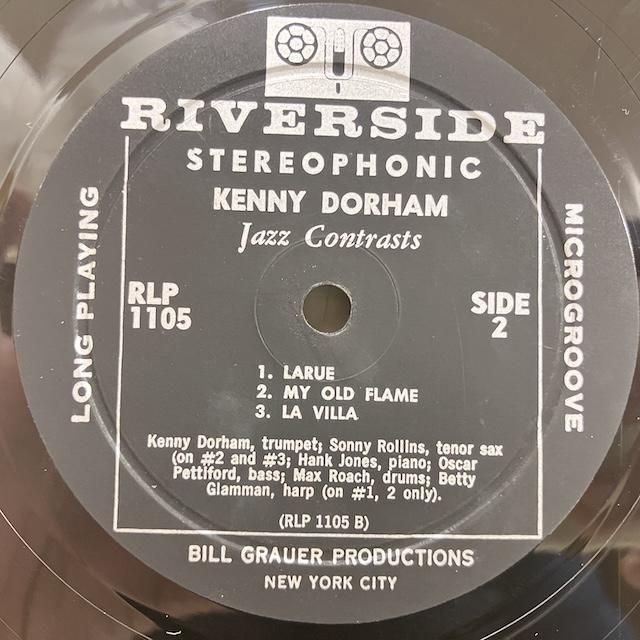 RIVERSIDE
STEREOPHONIC
KENNY DORHAM
Jazz Contrasts
LONG PLAYING
MICROGROOVE
RLP
1105
SIDE
2
1. LARUE
2. MY OLD FLAME
3. LA VILLA
Kenny Dorham, trumpet; Sonny Rollins, tenor sax
(on #2 and #3; Hank Jones, piano; Oscar
Pettiford, bass; Max Roach, drums; Betty
Glamman, harp (on #1, 2 only).
(RLP 1105 B)
BILL GRAUER PRODUCTIONS
NEW YORK CITY